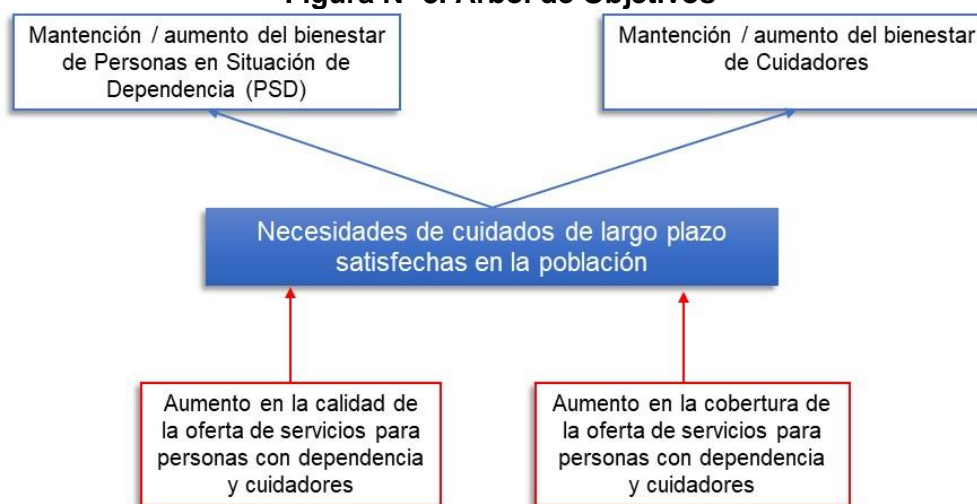 Figura N° 3. Árbol de Objetivos
Mantención / aumento del bienestar
de Personas en Situación de
Dependencia (PSD)
Mantención / aumento del bienestar
de Cuidadores
Necesidades de cuidados de largo plazo
satisfechas en la población
Aumento en la calidad de
la oferta de servicios para
personas con dependencia
y cuidadores
Aumento en la cobertura de
la oferta de servicios para
personas con dependencia
y cuidadores